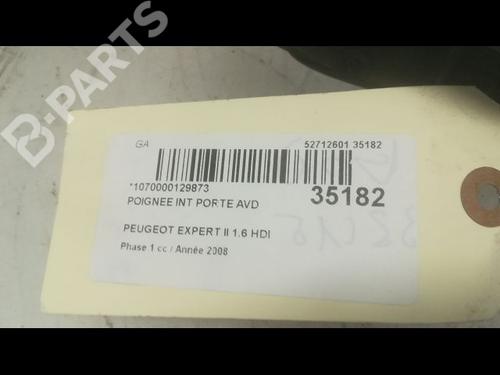 B-PARTS
GA
52712601 35182
*1070000129873
35182
POIGNEE INT PORTE AVD
PEUGEOT EXPERT II 1.6 HDI
Phase 1 cc / Année 2008